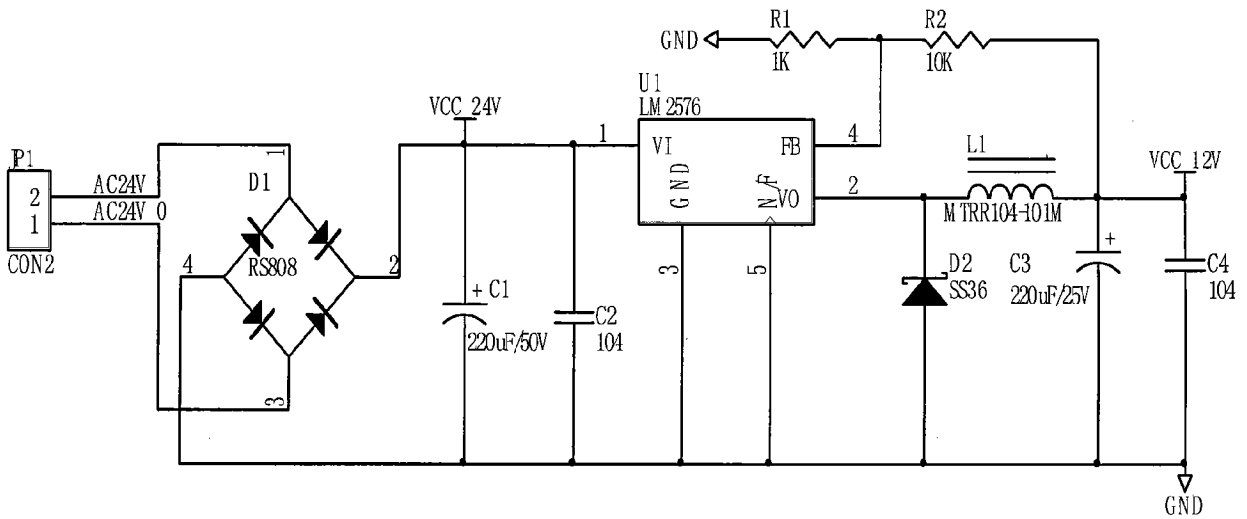 R1
R2
GND
1K
10K
U1
LM2576
VCC 24V
1
VI
FB
4
L1
VCC 12V
JP1
1
GND
N/F
2
AC24V
D1
VO
2
MTRR104-101M
1
AC24V 0
CON2
4
RS808
2
3
5
D2
SS36
C3
220uF/25V
+
C4
104
+
C1
220uF/50V
C2
104
3
GND